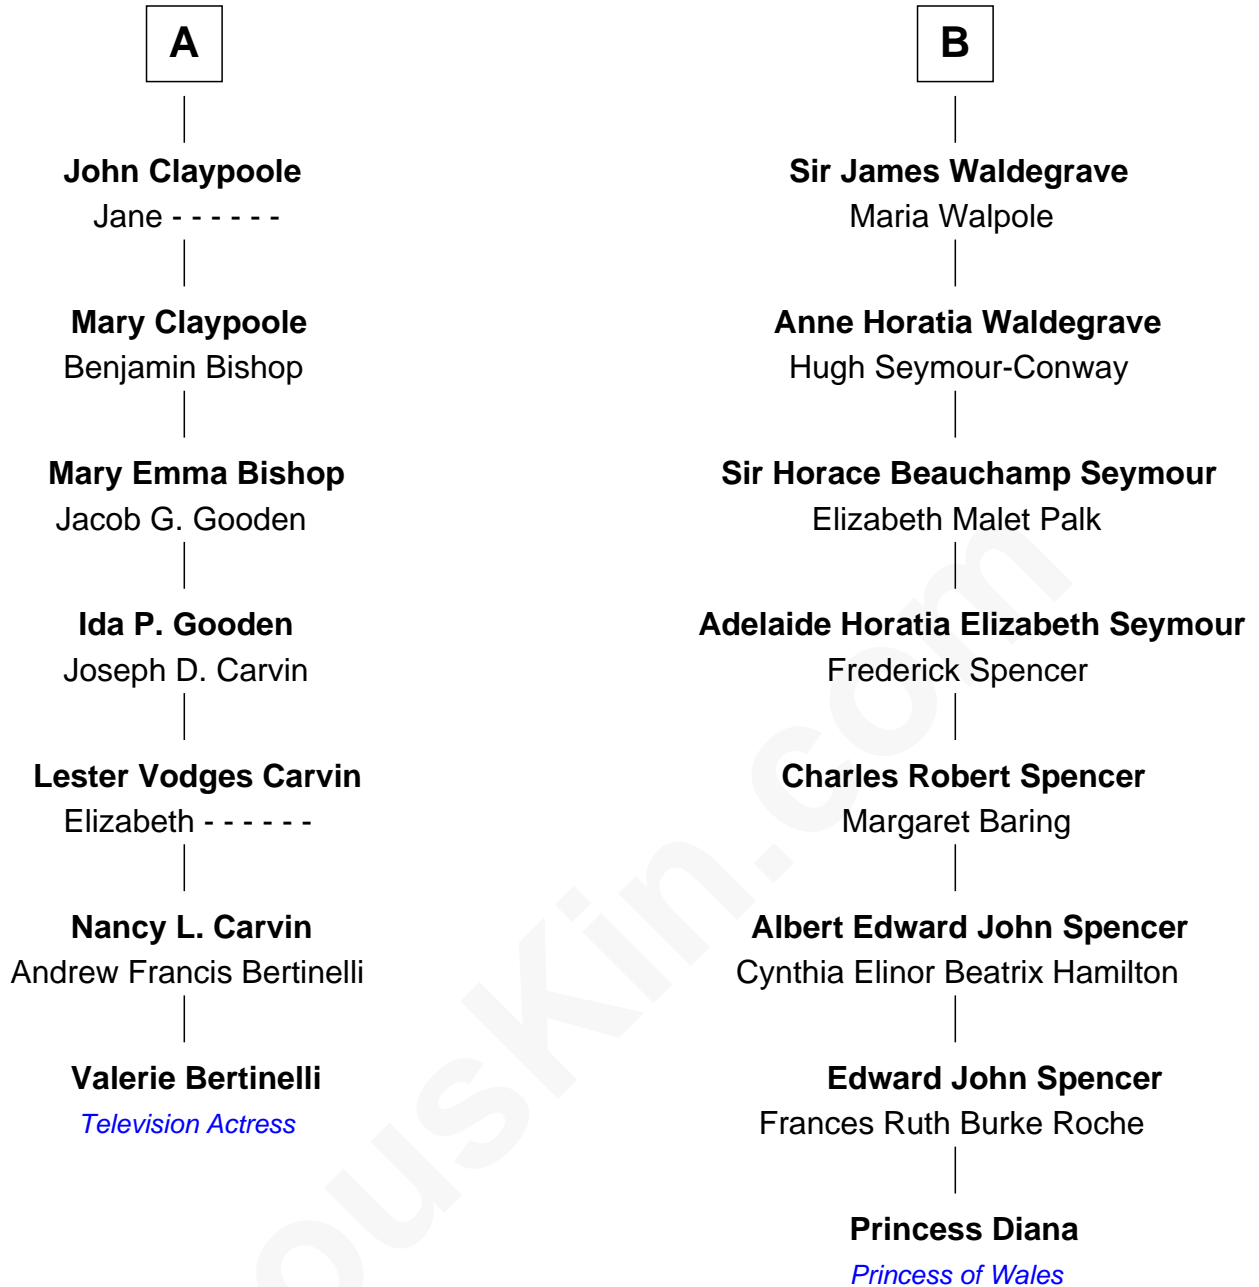 A
John Claypoole
Jane - - - - - -
Mary Claypoole
Benjamin Bishop
Mary Emma Bishop
Jacob G. Gooden
Ida P. Gooden
Joseph D. Carvin
Lester Vodges Carvin
Elizabeth - - - - - -
Nancy L. Carvin
Andrew Francis Bertinelli
Valerie Bertinelli
Television Actress
B
Sir James Waldegrave
Maria Walpole
Anne Horatia Waldegrave
Hugh Seymour-Conway
Sir Horace Beauchamp Seymour
Elizabeth Malet Palk
Adelaide Horatia Elizabeth Seymour
Frederick Spencer
Charles Robert Spencer
Margaret Baring
Albert Edward John Spencer
Cynthia Elinor Beatrix Hamilton
Edward John Spencer
Frances Ruth Burke Roche
Princess Diana
Princess of Wales
ousKin.com